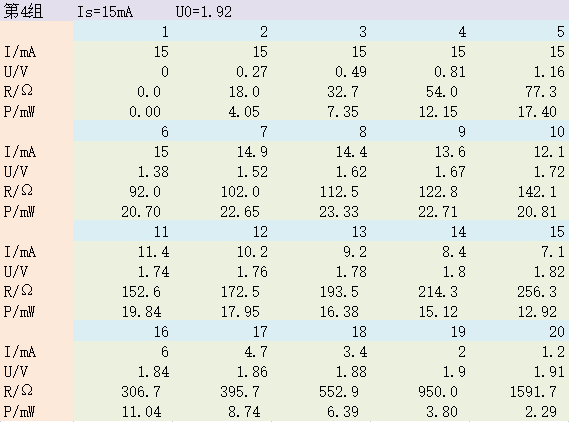 第4组 Is=15mA U0=1.92
1 2 3 4 5
I/mA 15 15 15 15 15
U/V 0 0.27 0.49 0.81 1.16
R/Ω 0.0 18.0 32.7 54.0 77.3
P/mW 0.00 4.05 7.35 12.15 17.40
6 7 8 9 10
I/mA 15 14.9 14.4 13.6 12.1
U/V 1.38 1.52 1.62 1.67 1.72
R/Ω 92.0 102.0 112.5 122.8 142.1
P/mW 20.70 22.65 23.33 22.71 20.81
11 12 13 14 15
I/mA 11.4 10.2 9.2 8.4 7.1
U/V 1.74 1.76 1.78 1.8 1.82
R/Ω 152.6 172.5 193.5 214.3 256.3
P/mW 19.84 17.95 16.38 15.12 12.92
16 17 18 19 20
I/mA 6 4.7 3.4 2 1.2
U/V 1.84 1.86 1.88 1.9 1.91
R/Ω 306.7 395.7 552.9 950.0 1591.7
P/mW 11.04 8.74 6.39 3.80 2.29